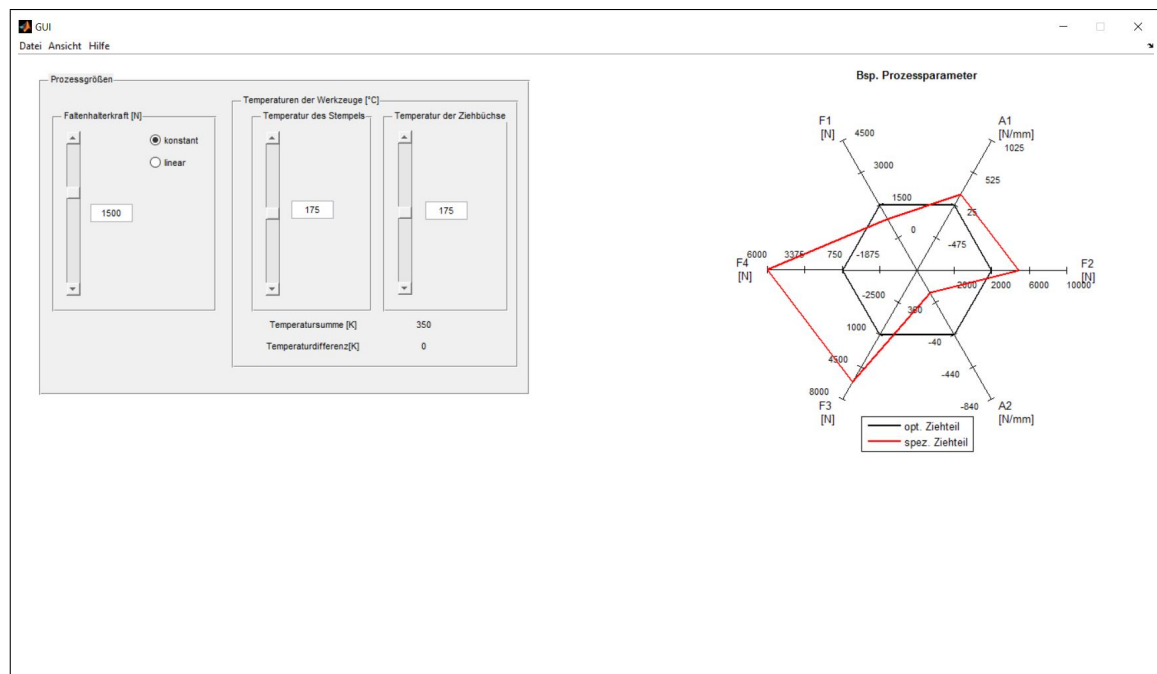 GUI
Datei Ansicht Hilfe
Prozessgrößen
Faltenhalterkraft [N]
konstant
linear
1500
Temperaturen der Werkzeuge [°C]
Temperatur des Stempels
175
Temperatur der Ziehbüchse
175
Temperatursumme [K] 350
Temperaturdifferenz[K] 0
Bsp. Prozessparameter
F1
[N]
4500
3000
1500
0
A1
[N/mm]
1025
525
25
-475
F4
[N]
6000
3375
750
-1875
F2
[N]
2000
6000
10000
-2500
1000
4500
8000
F3
[N]
360
-40
-440
-840
A2
[N/mm]
opt. Ziehteil
spez. Ziehteil